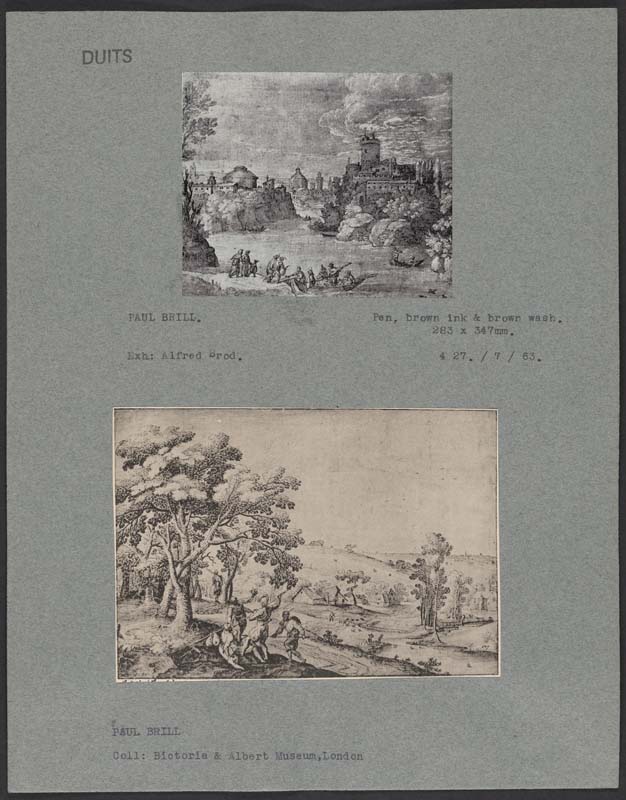 DUITS
PAUL BRILL.
Pen, brown ink & brown wash.
283 x 347mm.
Exh: Alfred Brod.
4 27. / 7 / 63.
PAUL BRILL
Coll: Bictoria & Albert Museum,London